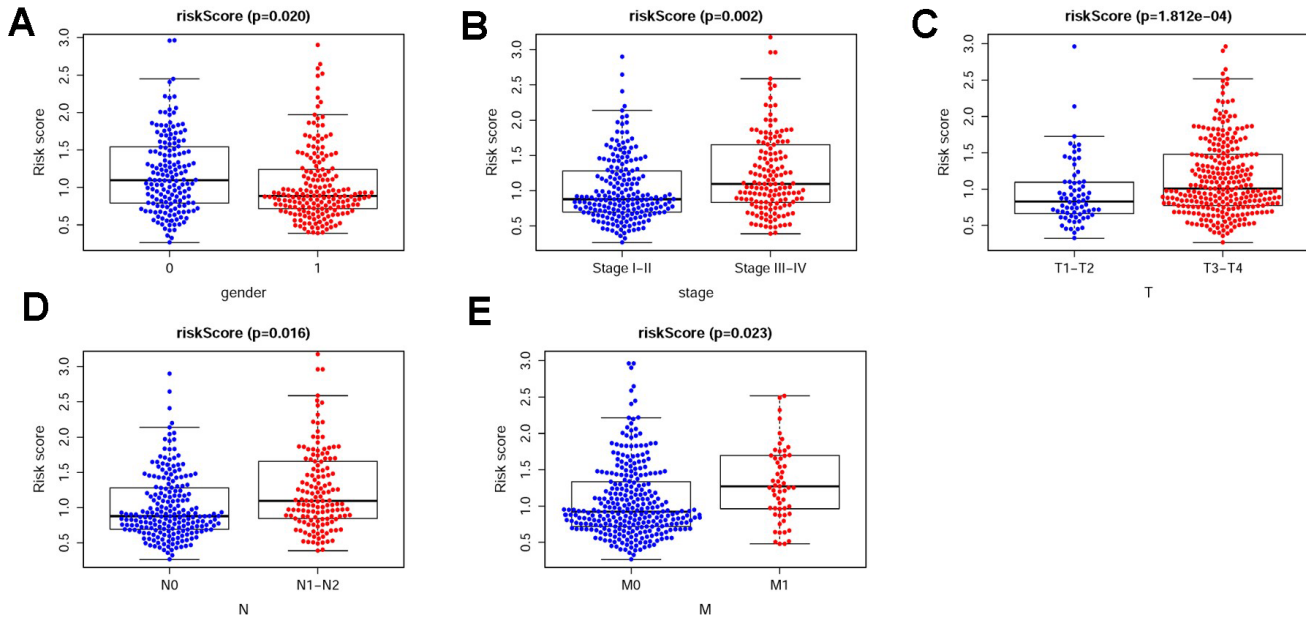 A
riskScore (p=0.020)
Risk score
3.0
2.5
2.0
1.5
1.0
0.5
0 1
gender
B
riskScore (p=0.002)
Risk score
3.0
2.5
2.0
1.5
1.0
0.5
Stage I−II Stage III−IV
stage
C
riskScore (p=1.812e−04)
Risk score
3.0
2.5
2.0
1.5
1.0
0.5
T1−T2 T3−T4
T
D
riskScore (p=0.016)
Risk score
3.0
2.5
2.0
1.5
1.0
0.5
N0 N1−N2
N
E
riskScore (p=0.023)
Risk score
3.0
2.5
2.0
1.5
1.0
0.5
M0 M1
M